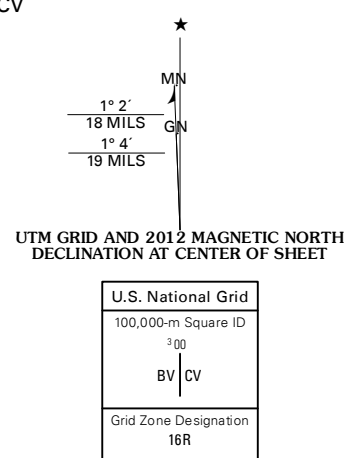 CV
★
MN
1° 2´
18 MILS
GN
1° 4´
19 MILS
UTM GRID AND 2012 MAGNETIC NORTH
DECLINATION AT CENTER OF SHEET
U.S. National Grid
100,000-m Square ID
³00
BV CV
Grid Zone Designation
16R